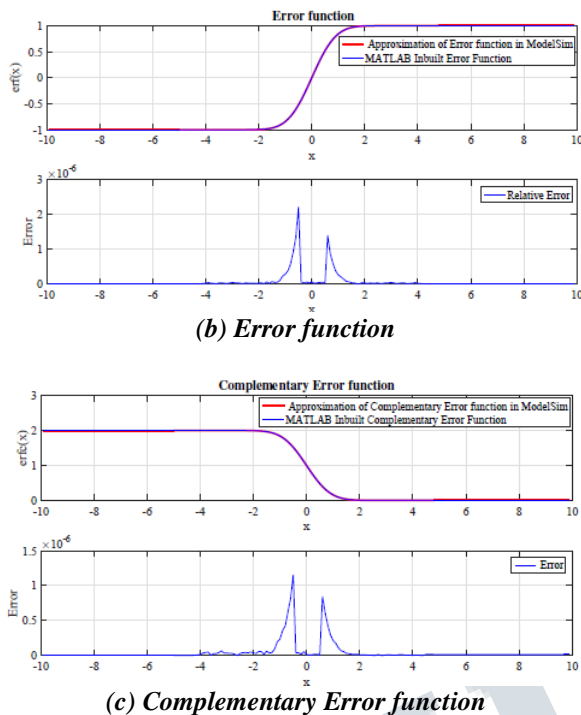 Error function
1
0.5
0
-0.5
-1
erf(x)
Approximation of Error function in ModelSim
MATLAB Inbuilt Error Function
-10 -8 -6 -4 -2 0 2 4 6 8 10
x
×10-6
3
2
1
0
Error
Relative Error
-10 -8 -6 -4 -2 0 2 4 6 8 10
x
(b) Error function
Complementary Error function
3
2
1
0
erfc(x)
Approximation of Complementary Error function in ModelSim
MATLAB Inbuilt Complementary Error Function
-10 -8 -6 -4 -2 0 2 4 6 8 10
x
×10-6
1.5
1
0.5
0
Error
Error
-10 -8 -6 -4 -2 0 2 4 6 8 10
x
(c) Complementary Error function